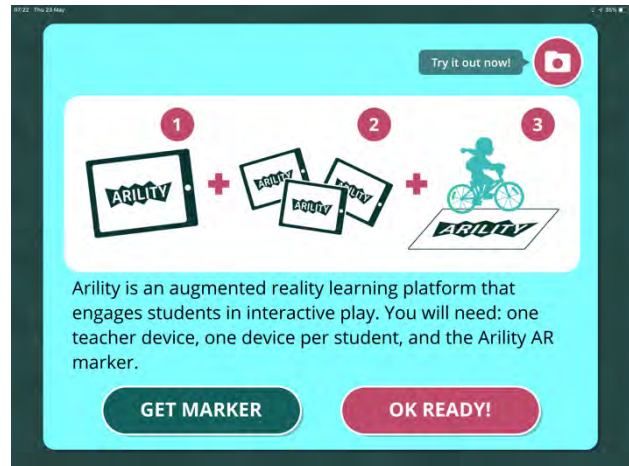 07:22 Thu 23 May
35%
Try it out now!
1 2 3
ARILITY ARILITY ARILITY
ARILITY ARILITY
Arility is an augmented reality learning platform that
engages students in interactive play. You will need: one
teacher device, one device per student, and the Arility AR
marker.
GET MARKER OK READY!